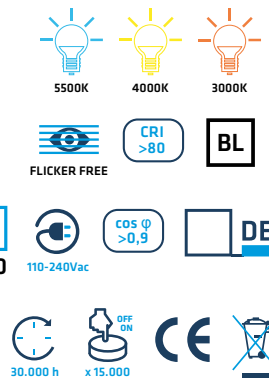 5500K 4000K 3000K
FLICKER FREE
CRI
>80
BL
cos φ
>0,9
DE
110-240Vac
OFF
ON
30.000 h x 15.000
CE